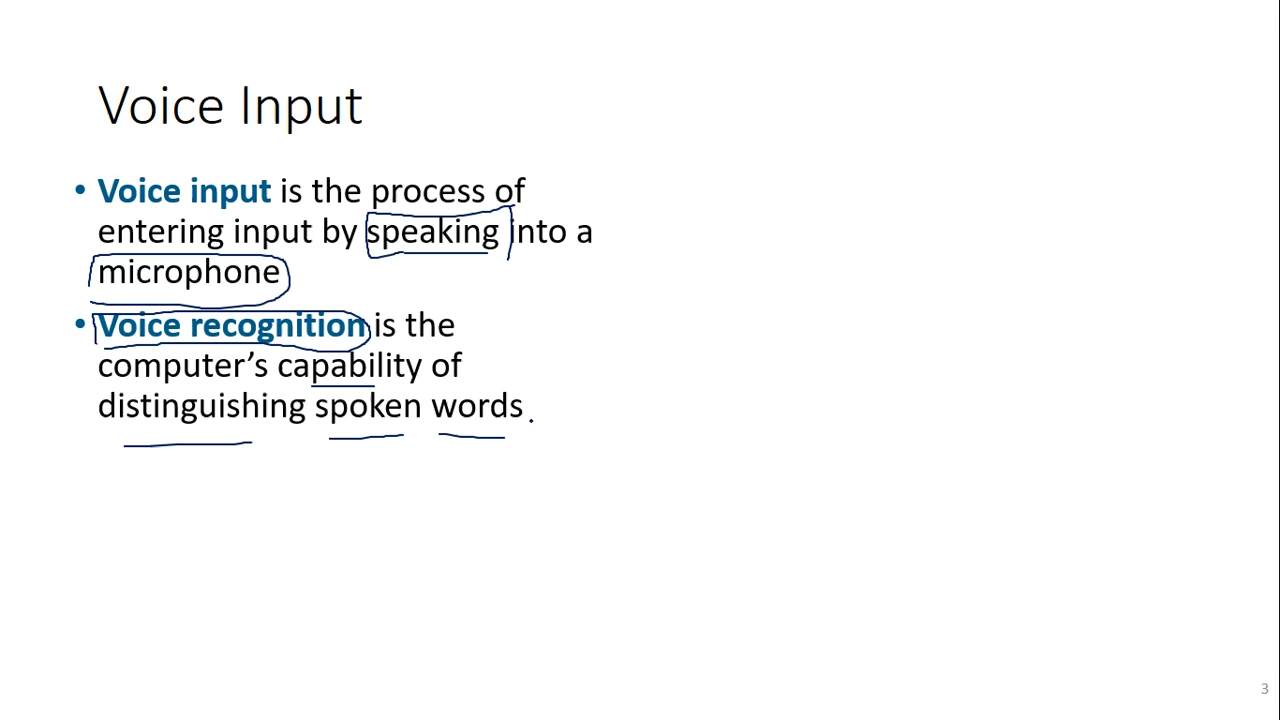 Voice Input
• Voice input is the process of
entering input by speaking into a
microphone
• Voice recognition is the
computer’s capability of
distinguishing spoken words.
3